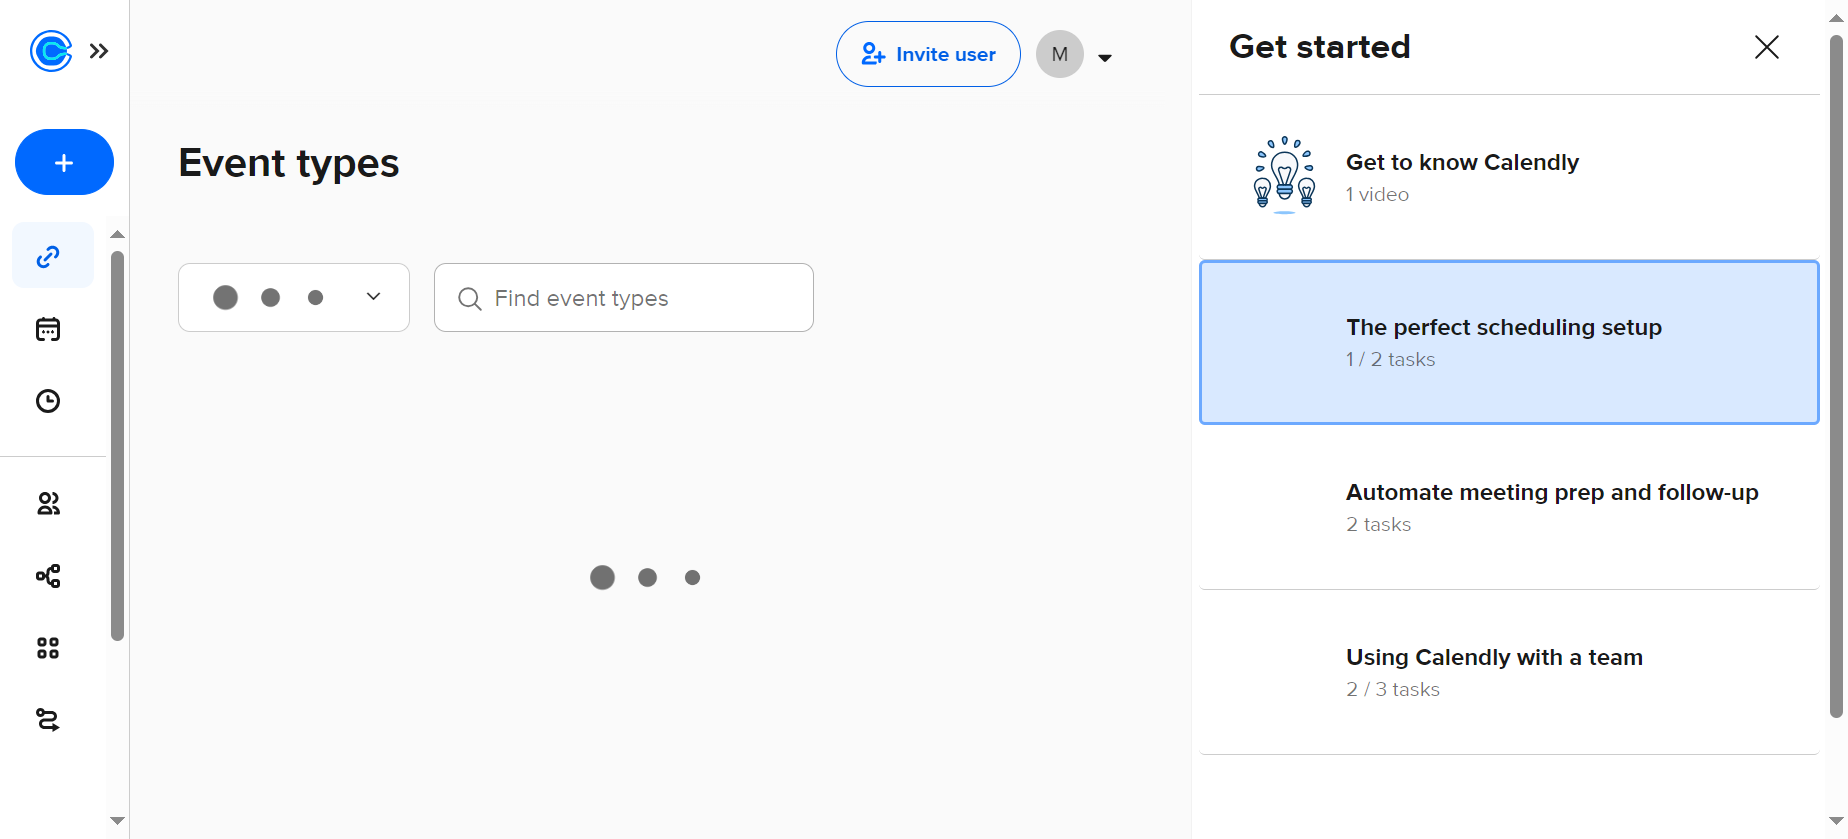 Invite user
M
Event types
Find event types
Get started
Get to know Calendly
1 video
The perfect scheduling setup
1 / 2 tasks
Automate meeting prep and follow-up
2 tasks
Using Calendly with a team
2 / 3 tasks